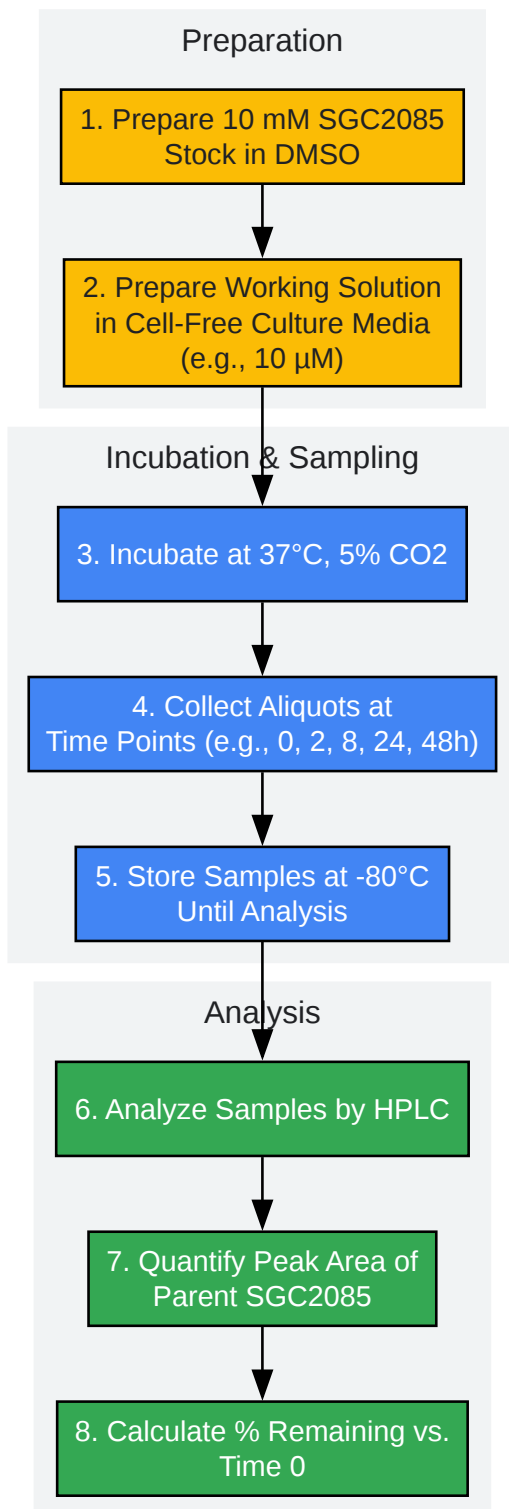 Preparation
1. Prepare 10 mM SGC2085
Stock in DMSO
2. Prepare Working Solution
in Cell-Free Culture Media
(e.g., 10 µM)
Incubation & Sampling
3. Incubate at 37°C, 5% CO2
4. Collect Aliquots at
Time Points (e.g., 0, 2, 8, 24, 48h)
5. Store Samples at -80°C
Until Analysis
Analysis
6. Analyze Samples by HPLC
7. Quantify Peak Area of
Parent SGC2085
8. Calculate % Remaining vs.
Time 0